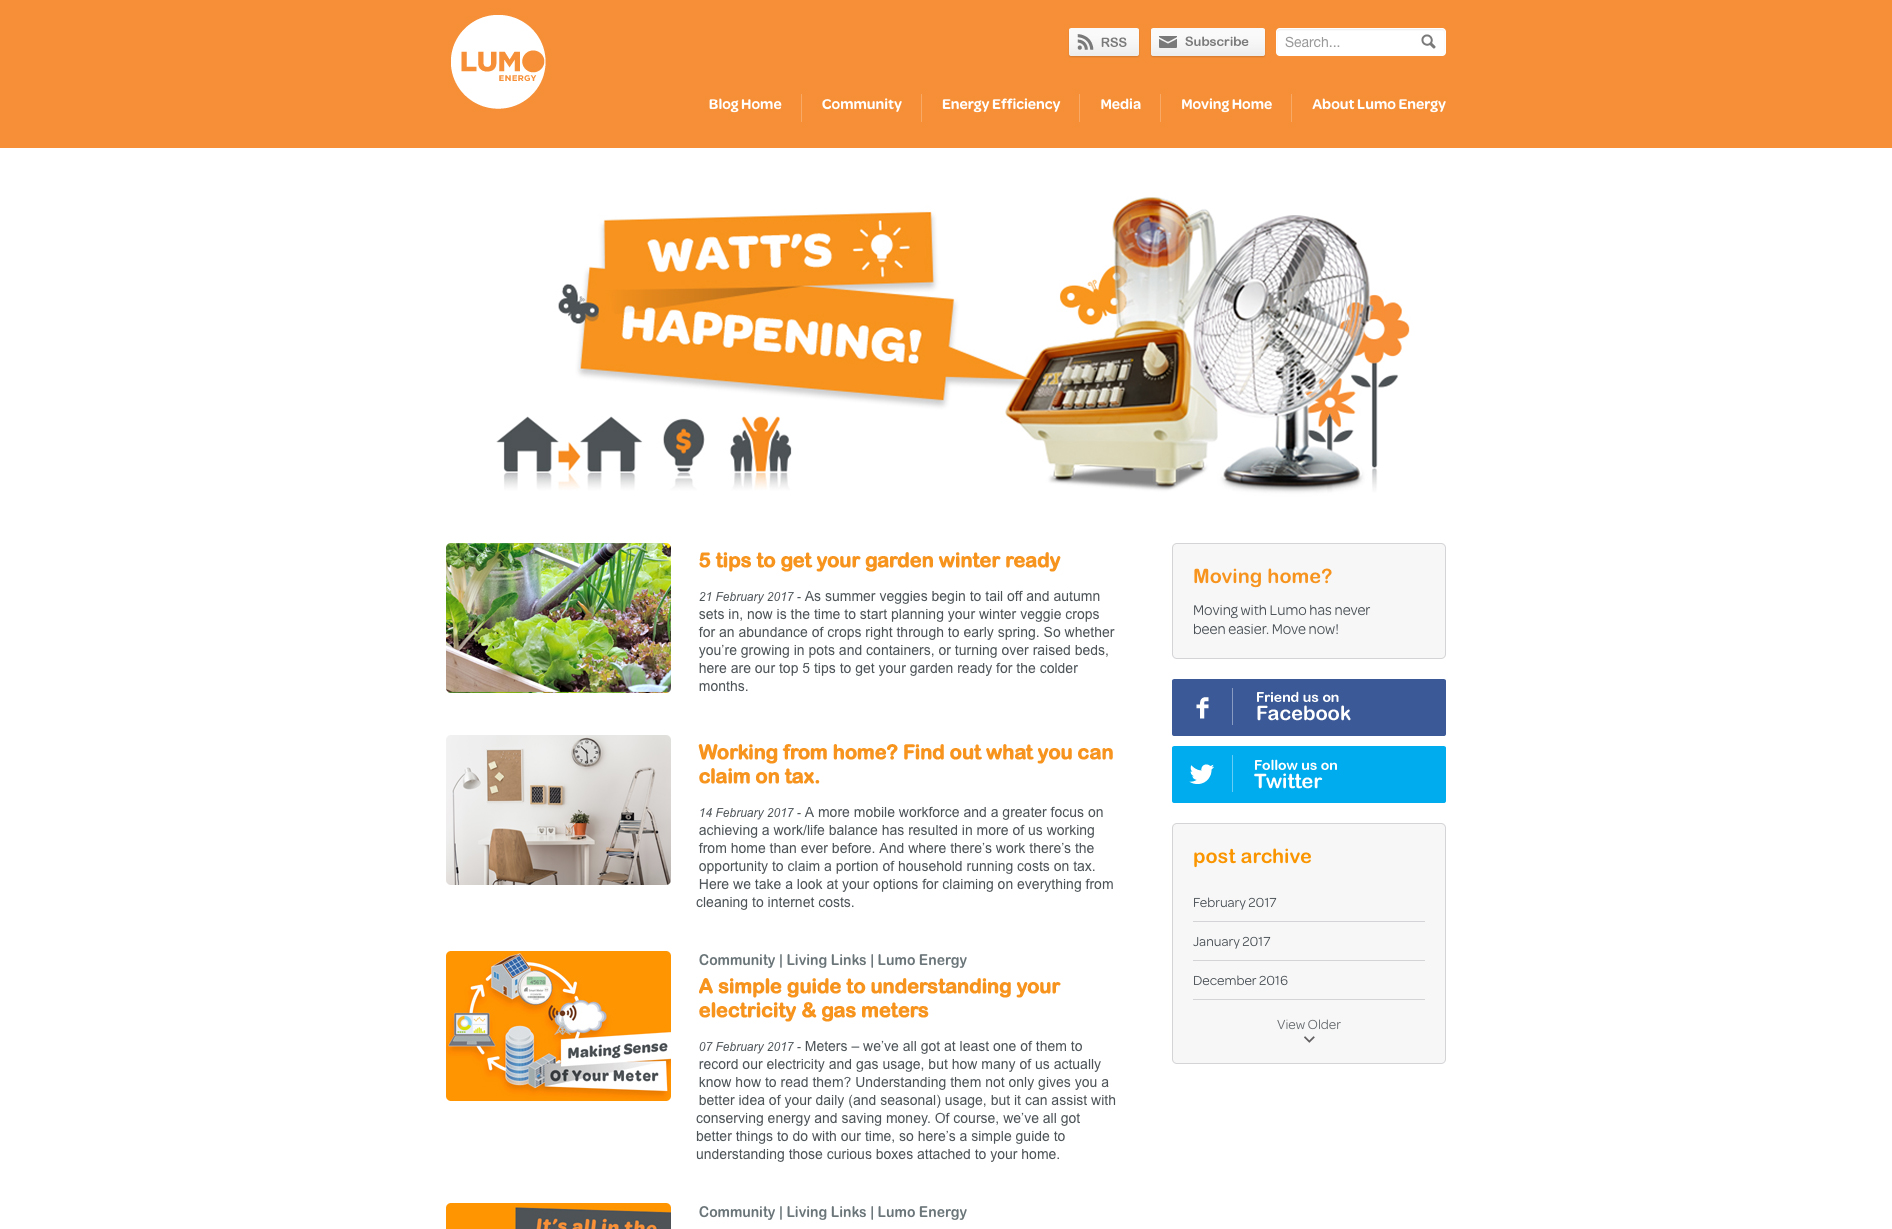 LUMO
ENERGY
RSS
Subscribe
Search...
Blog Home
Community
Energy Efficiency
Media
Moving Home
About Lumo Energy
WATT'S
HAPPENING!
$
5 tips to get your garden winter ready
21 February 2017 - As summer veggies begin to tail off and autumn
sets in, now is the time to start planning your winter veggie crops
for an abundance of crops right through to early spring. So whether
you're growing in pots and containers, or turning over raised beds,
here are our top 5 tips to get your garden ready for the colder
months.
Working from home? Find out what you can
claim on tax.
14 February 2017 - A more mobile workforce and a greater focus on
achieving a work/life balance has resulted in more of us working
from home than ever before. And where there's work there's the
opportunity to claim a portion of household running costs on tax.
Here we take a look at your options for claiming on everything from
cleaning to internet costs.
Making Sense
Of Your Meter
Community | Living Links | Lumo Energy
A simple guide to understanding your
electricity & gas meters
07 February 2017 - Meters – we've all got at least one of them to
record our electricity and gas usage, but how many of us actually
know how to read them? Understanding them not only gives you a
better idea of your daily (and seasonal) usage, but it can assist with
conserving energy and saving money. Of course, we've all got
better things to do with our time, so here's a simple guide to
understanding those curious boxes attached to your home.
It's all in the
Community | Living Links | Lumo Energy
Moving home?
Moving with Lumo has never
been easier. Move now!
Friend us on
Facebook
Follow us on
Twitter
post archive
February 2017
January 2017
December 2016
View Older